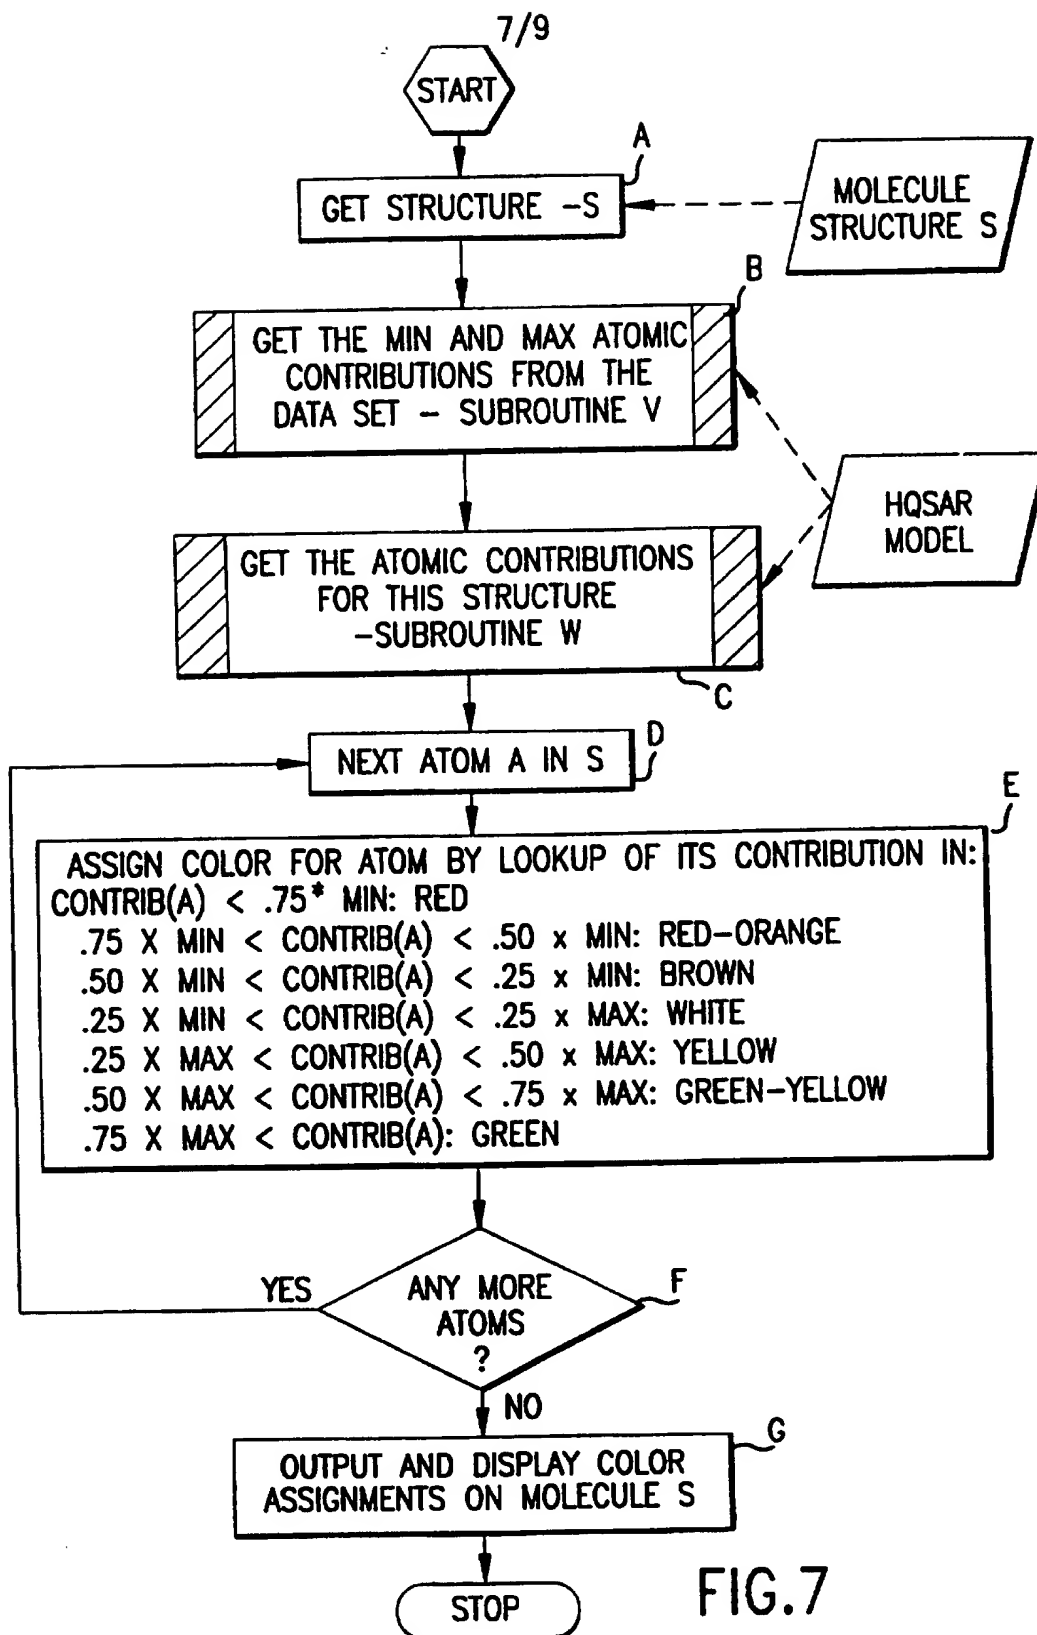 7/9
START
A
GET STRUCTURE -S
MOLECULE
STRUCTURE S
B
GET THE MIN AND MAX ATOMIC
CONTRIBUTIONS FROM THE
DATA SET - SUBROUTINE V
HQSAR
MODEL
GET THE ATOMIC CONTRIBUTIONS
FOR THIS STRUCTURE
-SUBROUTINE W
C
NEXT ATOM A IN S
D
E
ASSIGN COLOR FOR ATOM BY LOOKUP OF ITS CONTRIBUTION IN:
CONTRIB(A) < .75* MIN: RED
.75 X MIN < CONTRIB(A) < .50 x MIN: RED-ORANGE
.50 X MIN < CONTRIB(A) < .25 x MIN: BROWN
.25 X MIN < CONTRIB(A) < .25 x MAX: WHITE
.25 X MAX < CONTRIB(A) < .50 x MAX: YELLOW
.50 X MAX < CONTRIB(A) < .75 x MAX: GREEN-YELLOW
.75 X MAX < CONTRIB(A): GREEN
YES
ANY MORE
ATOMS
?
F
NO
G
OUTPUT AND DISPLAY COLOR
ASSIGNMENTS ON MOLECULE S
STOP
FIG.7